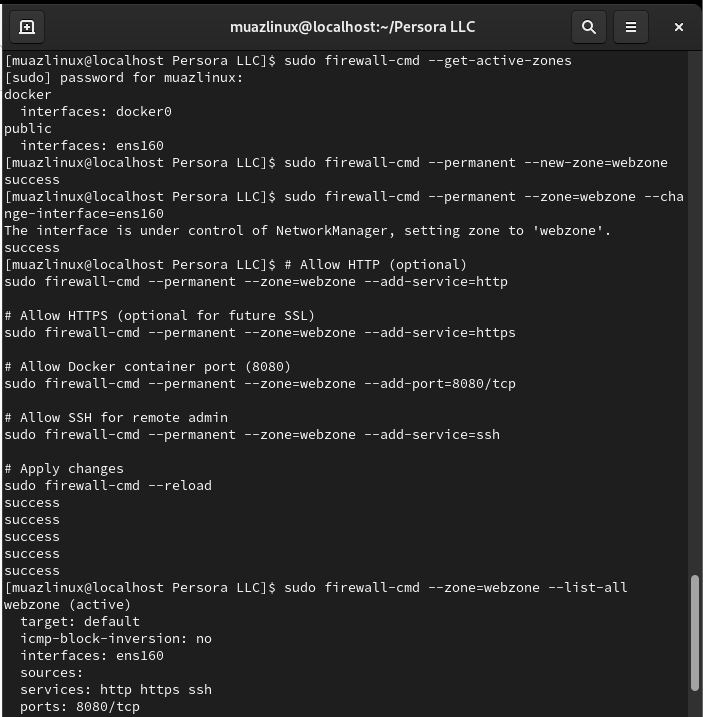 muazlinux@localhost:~/Persora LLC
[muazlinux@localhost Persora LLC]$ sudo firewall-cmd --get-active-zones
[sudo] password for muazlinux:
docker
  interfaces: docker0
public
  interfaces: ens160
[muazlinux@localhost Persora LLC]$ sudo firewall-cmd --permanent --new-zone=webzone
success
[muazlinux@localhost Persora LLC]$ sudo firewall-cmd --permanent --zone=webzone --cha
nge-interface=ens160
The interface is under control of NetworkManager, setting zone to 'webzone'.
success
[muazlinux@localhost Persora LLC]$ # Allow HTTP (optional)
sudo firewall-cmd --permanent --zone=webzone --add-service=http

# Allow HTTPS (optional for future SSL)
sudo firewall-cmd --permanent --zone=webzone --add-service=https

# Allow Docker container port (8080)
sudo firewall-cmd --permanent --zone=webzone --add-port=8080/tcp

# Allow SSH for remote admin
sudo firewall-cmd --permanent --zone=webzone --add-service=ssh

# Apply changes
sudo firewall-cmd --reload
success
success
success
success
success
[muazlinux@localhost Persora LLC]$ sudo firewall-cmd --zone=webzone --list-all
webzone (active)
  target: default
  icmp-block-inversion: no
  interfaces: ens160
  sources:
  services: http https ssh
  ports: 8080/tcp